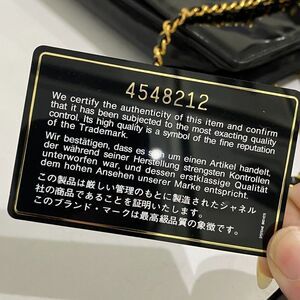 4548212
We certify the authenticity of this item and confirm
that it has been subjected to the most exacting quality
control. Its high quality is a symbol of the fine reputation
of the Trademark.
Wir bestätigen, dass es sich um einen Artikel handelt,
der während seiner Herstellung strengsten Kontrollen
unterworfen war, und dessen erstklassige Qualität
dem hohen Ansehen unserer Marke entspricht.
この製品は厳しい管理のもとに製造されたシャネル
社の商品であることを証明いたします。
このブランド・マークは最高級品質の象徴です。